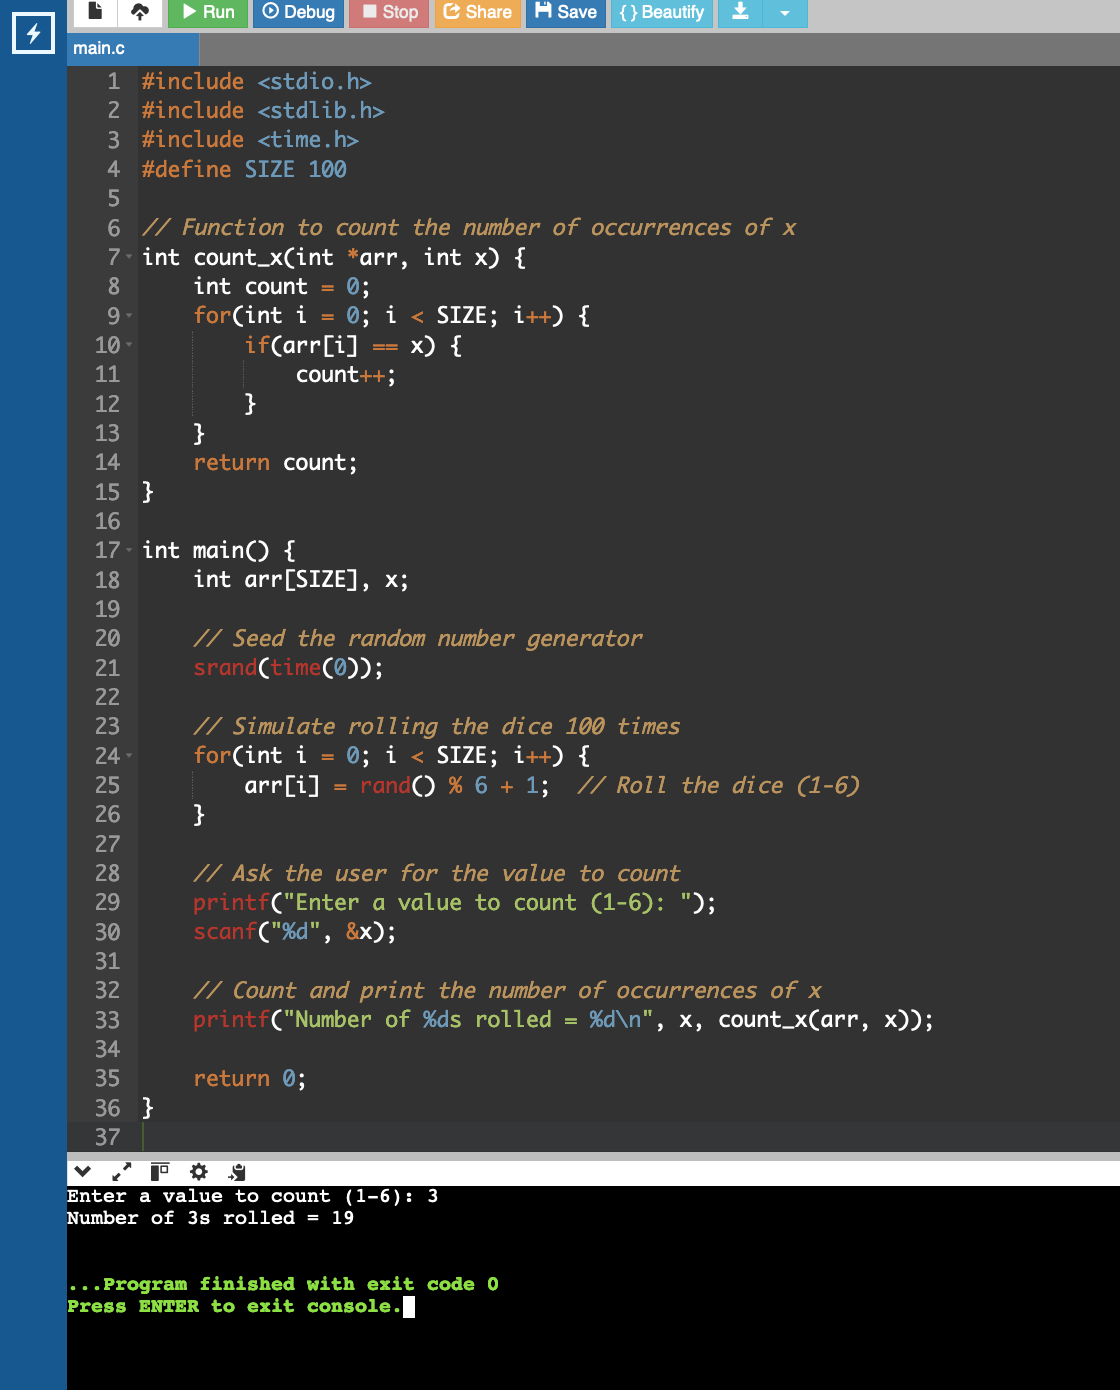 Run Debug Stop Share Save {} Beautify
main.c
1 #include <stdio.h>
2 #include <stdlib.h>
3 #include <time.h>
4 #define SIZE 100
5
6 // Function to count the number of occurrences of x
7 int count_x(int *arr, int x) {
8     int count = 0;
9     for(int i = 0; i < SIZE; i++) {
10         if(arr[i] == x) {
11             count++;
12         }
13     }
14     return count;
15 }
16
17 int main() {
18     int arr[SIZE], x;
19
20     // Seed the random number generator
21     srand(time(0));
22
23     // Simulate rolling the dice 100 times
24     for(int i = 0; i < SIZE; i++) {
25         arr[i] = rand() % 6 + 1;  // Roll the dice (1-6)
26     }
27
28     // Ask the user for the value to count
29     printf("Enter a value to count (1-6): ");
30     scanf("%d", &x);
31
32     // Count and print the number of occurrences of x
33     printf("Number of %ds rolled = %d\n", x, count_x(arr, x));
34
35     return 0;
36 }
37
Enter a value to count (1-6): 3
Number of 3s rolled = 19
...Program finished with exit code 0
Press ENTER to exit console.